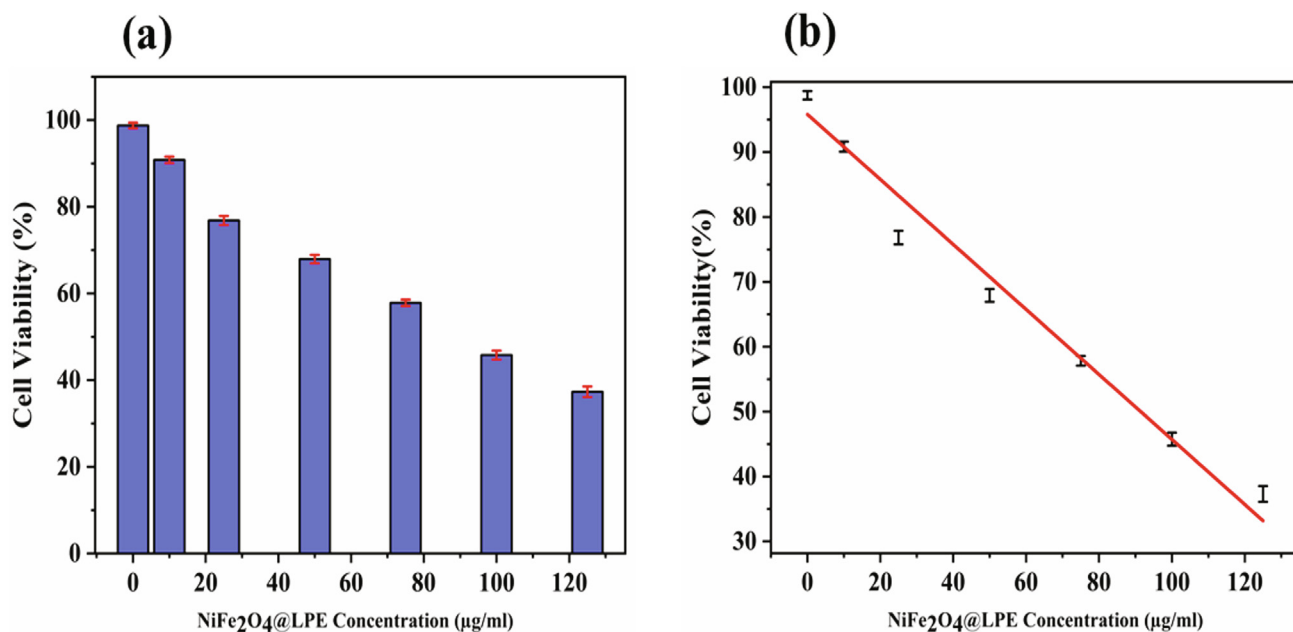 (a)
100
80
60
40
20
0
Cell Viability (%)
0 20 40 60 80 100 120
NiFe2O4@LPE Concentration (µg/ml)
(b)
100
90
80
70
60
50
40
30
Cell Viability(%)
0 20 40 60 80 100 120
NiFe2O4@LPE Concentration (µg/ml)